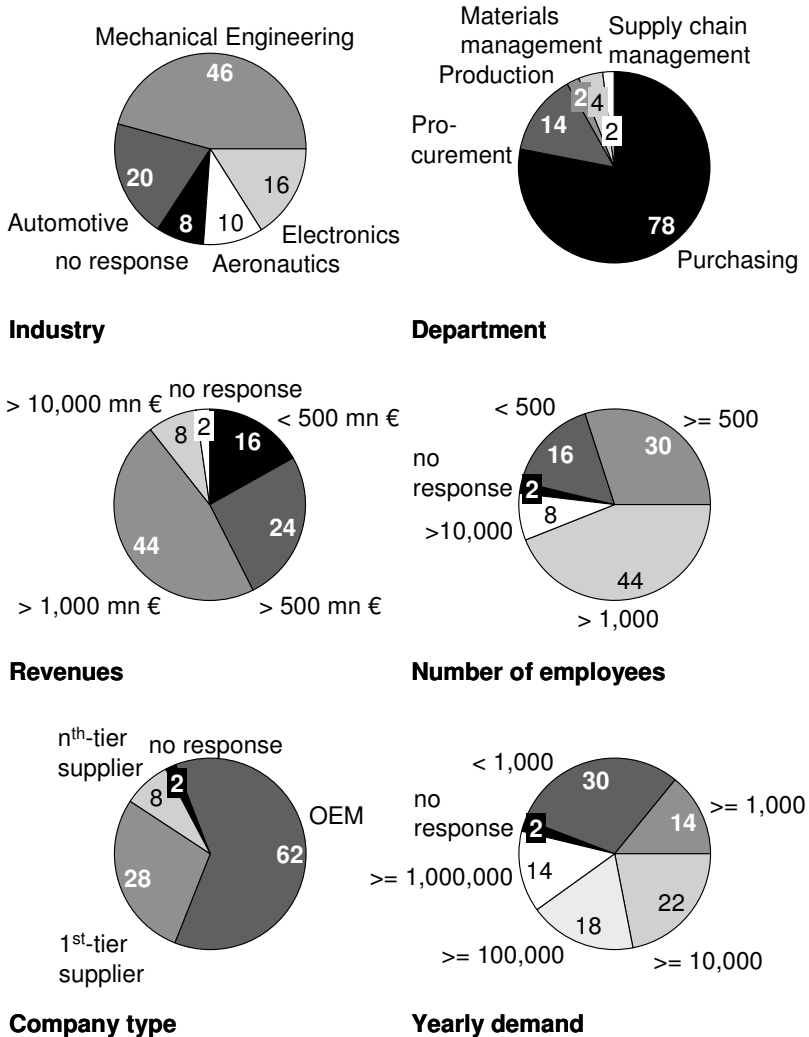 Mechanical Engineering
46
20
16
8
10
Automotive
Electronics
no response
Aeronautics
Industry
Materials
management
Supply chain
management
Production
2
4
14
2
Pro-
curement
78
Purchasing
Department
no response
> 10,000 mn €
< 500 mn €
2
8
16
24
44
> 1,000 mn €
> 500 mn €
Revenues
< 500
>= 500
30
16
no
response
2
8
>10,000
44
> 1,000
Number of employees
nth-tier
supplier
no response
2
8
OEM
62
28
1st-tier
supplier
Company type
< 1,000
30
no
response
>= 1,000
14
2
14
>= 1,000,000
22
18
>= 100,000
>= 10,000
Yearly demand